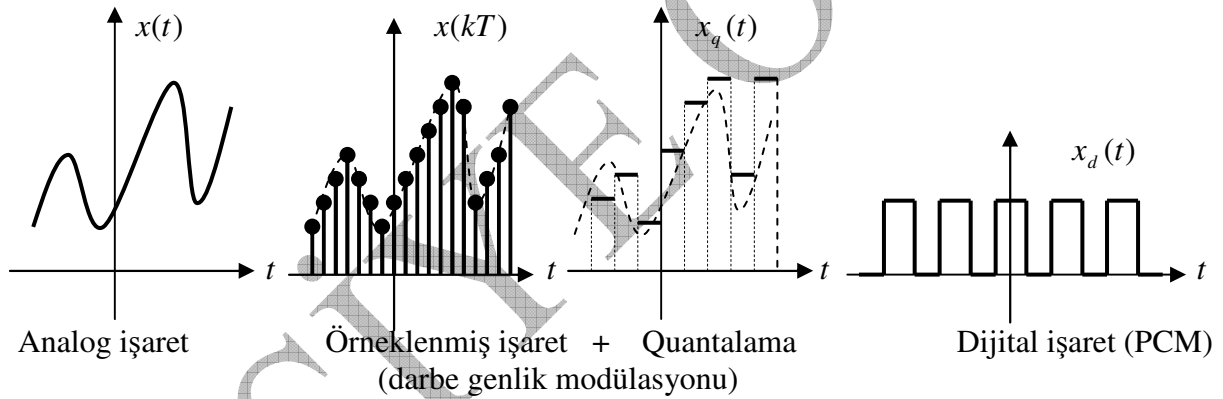 x(t)
x(kT)
x_q(t)
x_d(t)
t
t
t
t
Analog işaret
Örneklenmiş işaret + Quantalama
(darbe genlik modülasyonu)
Dijital işaret (PCM)